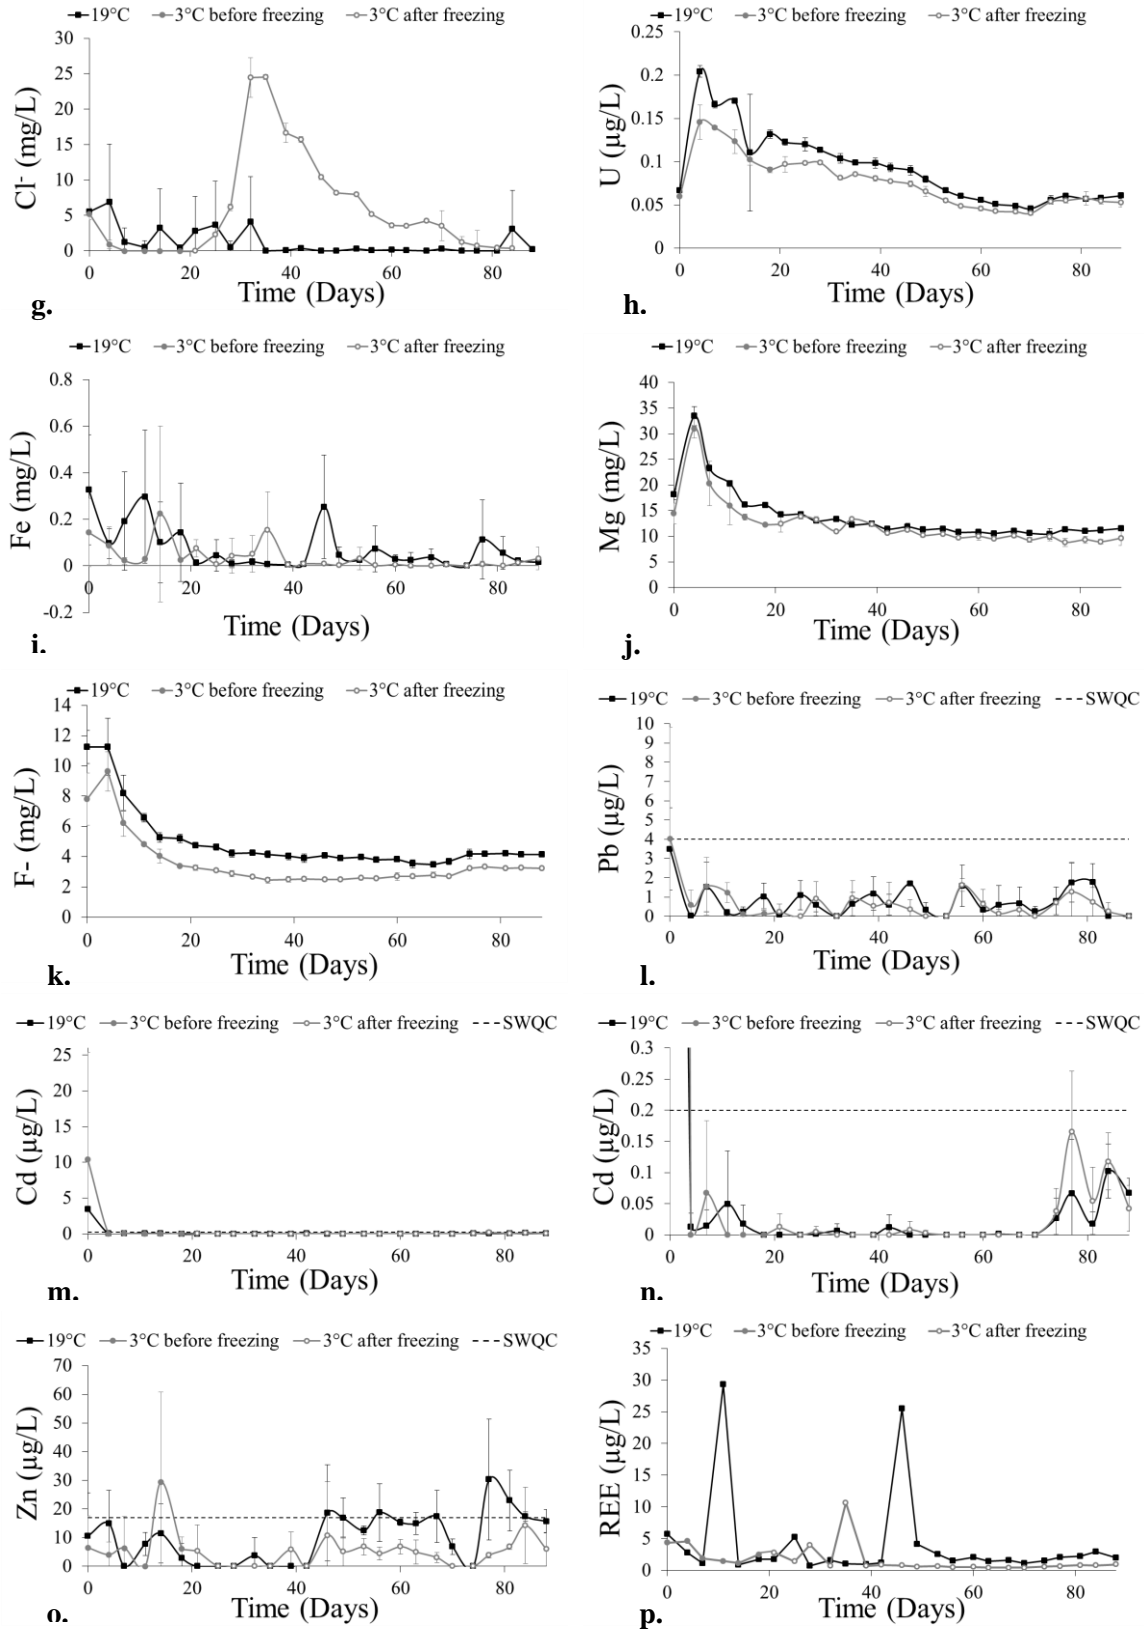 19°C 3°C before freezing 3°C after freezing
30
25
20
15
10
5
0
Cl- (mg/L)
0 20 40 60 80
Time (Days)
g.
19°C 3°C before freezing 3°C after freezing
0.25
0.2
0.15
0.1
0.05
0
U (µg/L)
0 20 40 60 80
Time (Days)
h.
19°C 3°C before freezing 3°C after freezing
0.8
0.6
0.4
0.2
0
-0.2
Fe (mg/L)
0 20 40 60 80
Time (Days)
i.
19°C 3°C before freezing 3°C after freezing
40
35
30
25
20
15
10
5
0
Mg (mg/L)
0 20 40 60 80
Time (Days)
j.
19°C 3°C before freezing 3°C after freezing
14
12
10
8
6
4
2
0
F- (mg/L)
0 20 40 60 80
Time (Days)
k.
19°C 3°C before freezing 3°C after freezing SWQC
10
9
8
7
6
5
4
3
2
1
0
Pb (µg/L)
0 20 40 60 80
Time (Days)
l.
19°C 3°C before freezing 3°C after freezing SWQC
25
20
15
10
5
0
Cd (µg/L)
0 20 40 60 80
Time (Days)
m.
19°C 3°C before freezing 3°C after freezing SWQC
0.3
0.25
0.2
0.15
0.1
0.05
0
Cd (µg/L)
0 20 40 60 80
Time (Days)
n.
19°C 3°C before freezing 3°C after freezing SWQC
70
60
50
40
30
20
10
0
Zn (µg/L)
0 20 40 60 80
Time (Days)
o.
19°C 3°C before freezing 3°C after freezing
35
30
25
20
15
10
5
0
REE (µg/L)
0 20 40 60 80
Time (Days)
p.